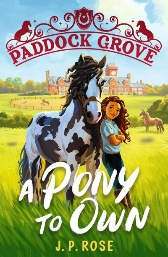 PADDOCK GROVE
A PONY
TO OWN
J. P. ROSE